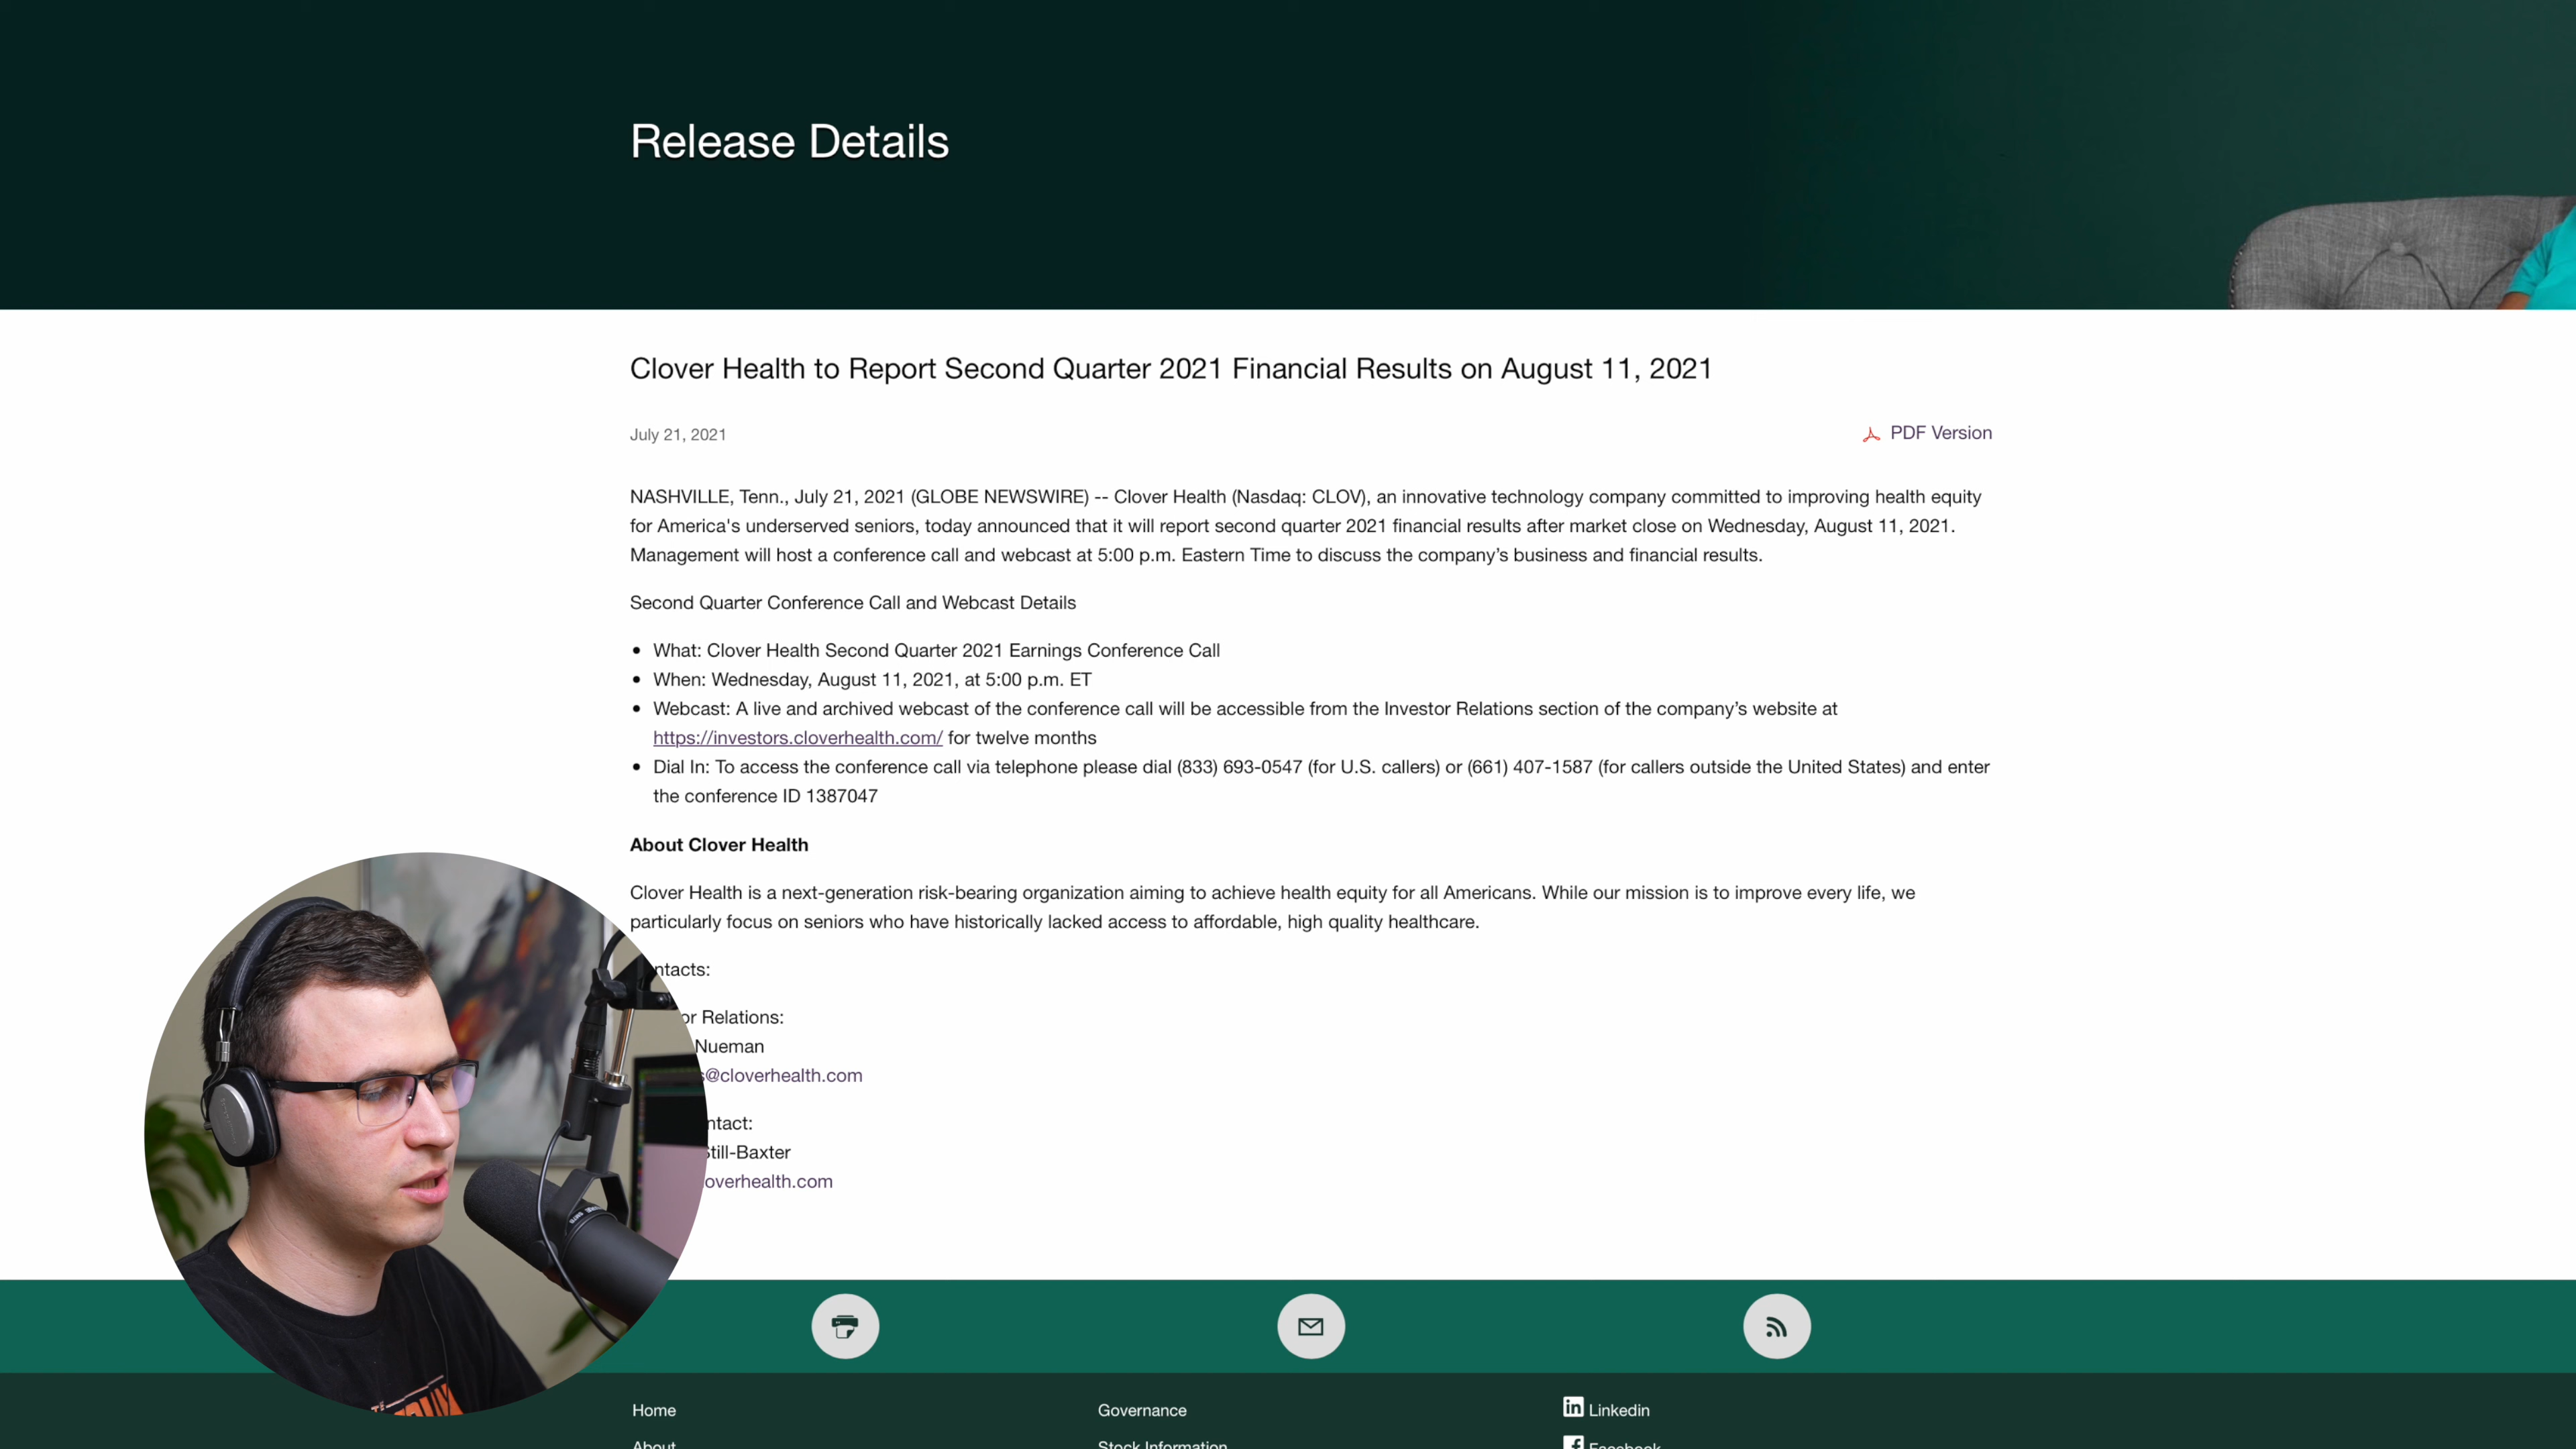 Release Details
Clover Health to Report Second Quarter 2021 Financial Results on August 11, 2021
July 21, 2021
PDF Version
NASHVILLE, Tenn., July 21, 2021 (GLOBE NEWSWIRE) -- Clover Health (Nasdaq: CLOV), an innovative technology company committed to improving health equity
for America's underserved seniors, today announced that it will report second quarter 2021 financial results after market close on Wednesday, August 11, 2021.
Management will host a conference call and webcast at 5:00 p.m. Eastern Time to discuss the company’s business and financial results.
Second Quarter Conference Call and Webcast Details
• What: Clover Health Second Quarter 2021 Earnings Conference Call
• When: Wednesday, August 11, 2021, at 5:00 p.m. ET
• Webcast: A live and archived webcast of the conference call will be accessible from the Investor Relations section of the company’s website at
https://investors.cloverhealth.com/ for twelve months
• Dial In: To access the conference call via telephone please dial (833) 693-0547 (for U.S. callers) or (661) 407-1587 (for callers outside the United States) and enter
the conference ID 1387047
About Clover Health
Clover Health is a next-generation risk-bearing organization aiming to achieve health equity for all Americans. While our mission is to improve every life, we
particularly focus on seniors who have historically lacked access to affordable, high quality healthcare.
ntacts:
or Relations:
Nueman
s@cloverhealth.com
ntact:
Still-Baxter
overhealth.com
Home
Governance
Linkedin
About
Stock Information
Facebook